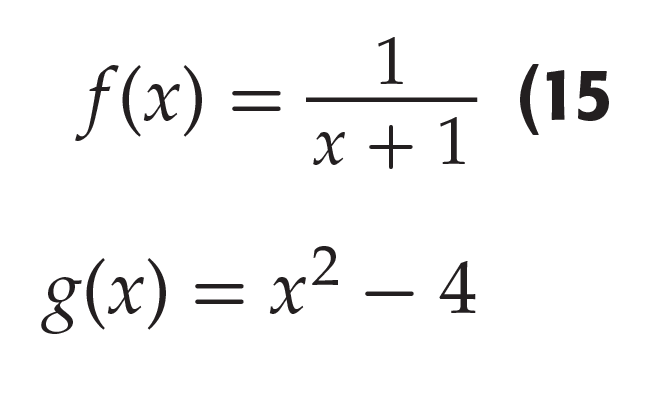 f(x) = 1/(x + 1) (15
g(x) = x² − 4